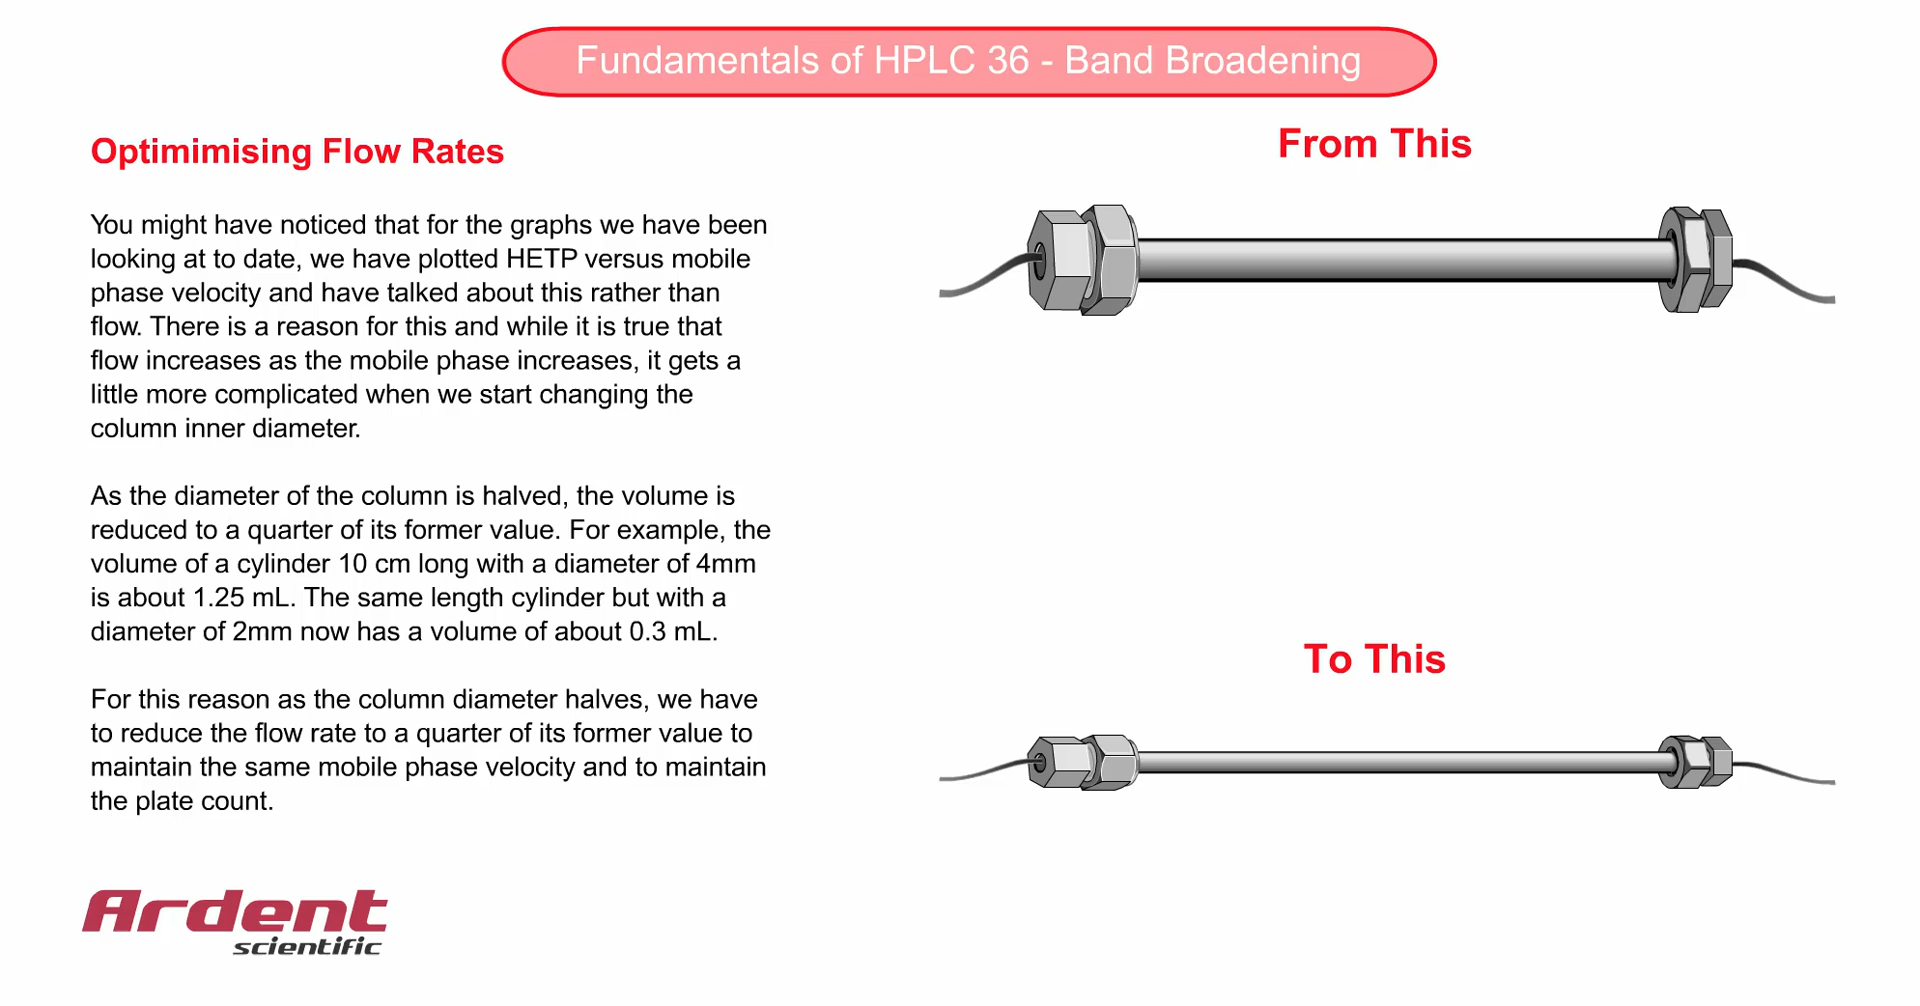 Fundamentals of HPLC 36 - Band Broadening
Optimimising Flow Rates
You might have noticed that for the graphs we have been
looking at to date, we have plotted HETP versus mobile
phase velocity and have talked about this rather than
flow. There is a reason for this and while it is true that
flow increases as the mobile phase increases, it gets a
little more complicated when we start changing the
column inner diameter.
As the diameter of the column is halved, the volume is
reduced to a quarter of its former value. For example, the
volume of a cylinder 10 cm long with a diameter of 4mm
is about 1.25 mL. The same length cylinder but with a
diameter of 2mm now has a volume of about 0.3 mL.
For this reason as the column diameter halves, we have
to reduce the flow rate to a quarter of its former value to
maintain the same mobile phase velocity and to maintain
the plate count.
From This
To This
Ardent
scientific